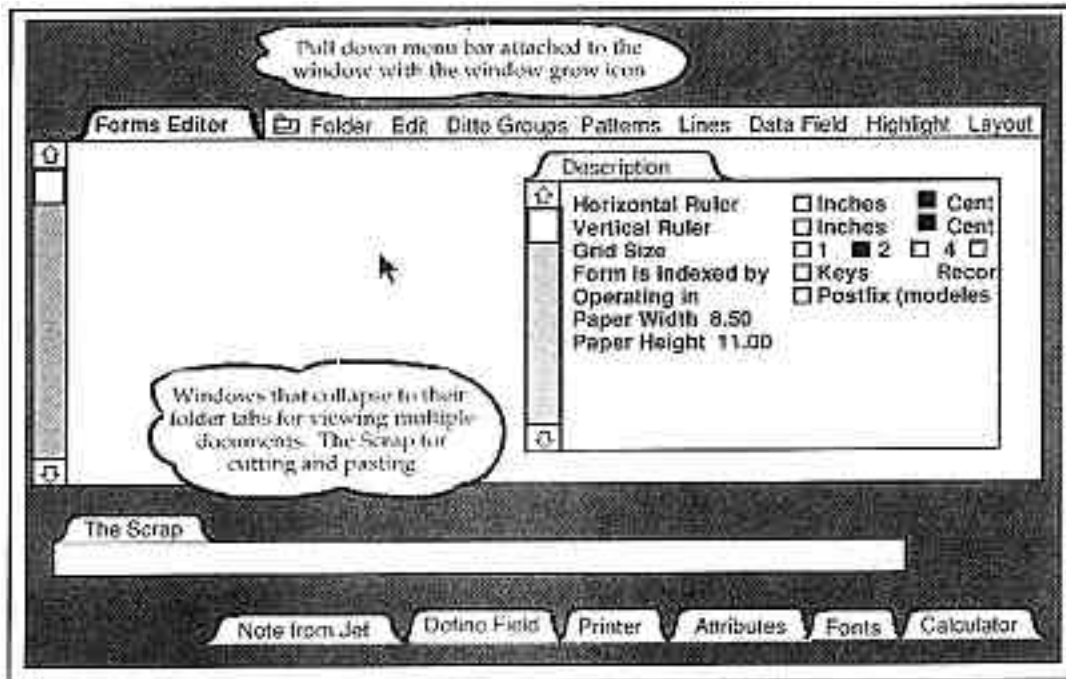 Pull down menu bar attached to the
window with the window grow icon
Forms Editor Folder Edit Ditto Groups Patterns Lines Data Field Highlight Layout
Description
Horizontal Ruler Inches Cent
Vertical Ruler Inches Cent
Grid Size 1 2 4
Form is indexed by Keys Recor
Operating in Postfix (modeles
Paper Width 8.50
Paper Height 11.00
Windows that collapse to their
folder tabs for viewing multiple
documents. The Scrap for
cutting and pasting
The Scrap
Note from Jef Define Field Printer Attributes Fonts Calculator